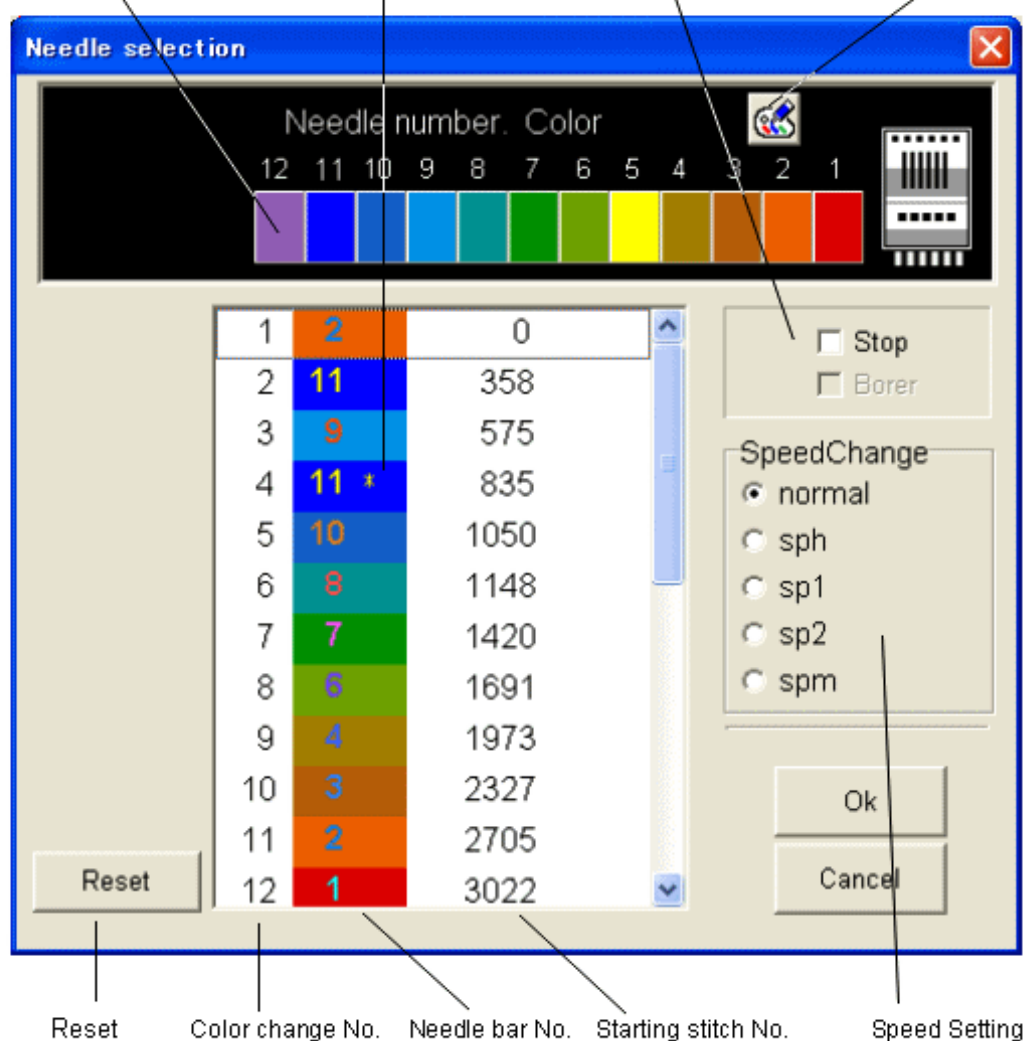 Needle selection
Needle number. Color
12 11 10 9 8 7 6 5 4 3 2 1
1 2 0
2 11 358
3 9 575
4 11 * 835
5 10 1050
6 8 1148
7 7 1420
8 6 1691
9 4 1973
10 3 2327
11 2 2705
12 1 3022
Stop
Borer
SpeedChange
normal
sph
sp1
sp2
spm
Ok
Cancel
Reset
Reset Color change No. Needle bar No. Starting stitch No. Speed Setting